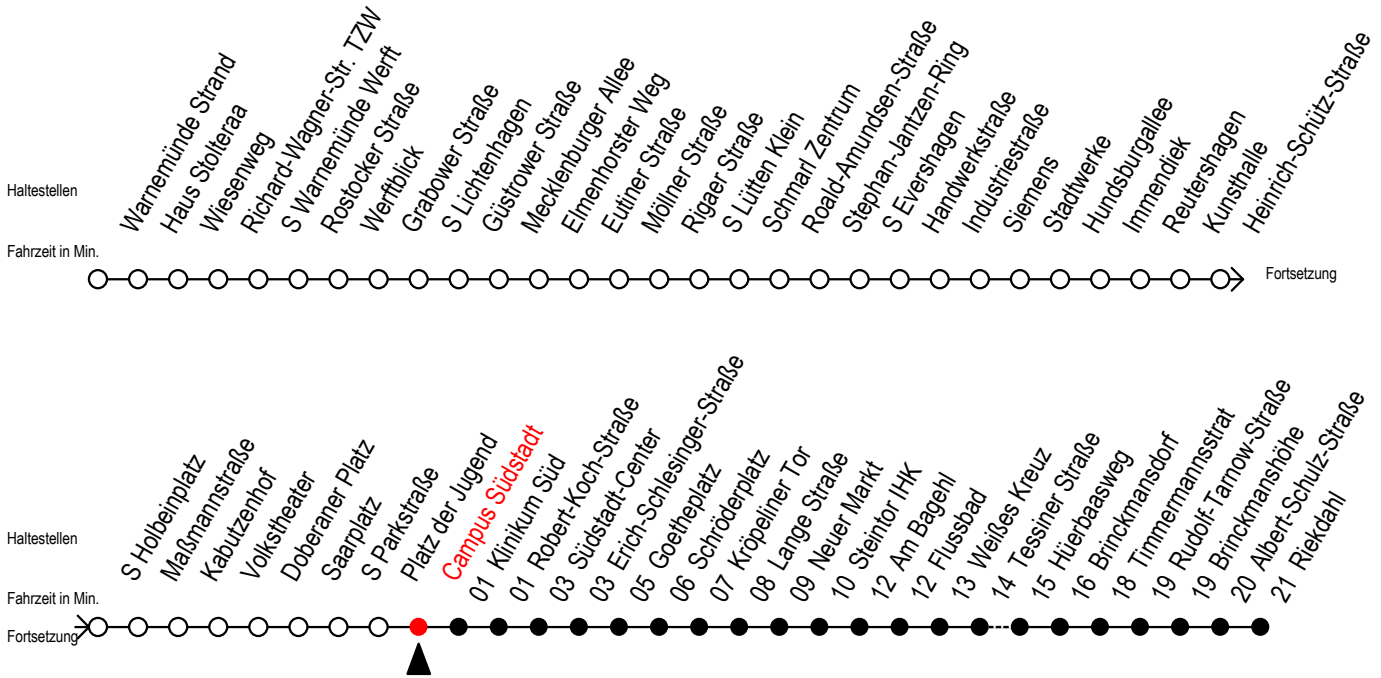 Haltestellen
Warnemünde Strand
Haus Stolteraa
Wiesenweg
Richard-Wagner-Str. TZW
S Warnemünde Werft
Rostocker Straße
Werftblick
Grabower Straße
S Lichtenhagen
Güstrower Straße
Mecklenburger Allee
Elmenhorster Weg
Eutiner Straße
Möllner Straße
Rigaer Straße
S Lütten Klein
Schmarl Zentrum
Roald-Amundsen-Straße
Stephan-Jantzen-Ring
S Evershagen
Handwerkstraße
Industriestraße
Siemens
Stadtwerke
Hundsburgallee
Immendiek
Reutershagen
Kunsthalle
Heinrich-Schütz-Straße
Fahrzeit in Min.
Fortsetzung
Haltestellen
S Holbeinplatz
Maßmannstraße
Kabutzenhof
Volkstheater
Doberaner Platz
Saarplatz
S Parkstraße
Platz der Jugend
Campus Südstadt
01 Klinikum Süd
01 Robert-Koch-Straße
03 Südstadt-Center
03 Erich-Schlesinger-Straße
05 Goetheplatz
06 Schröderplatz
07 Kröpeliner Tor
08 Lange Straße
09 Neuer Markt
10 Steintor IHK
12 Am Bagehl
12 Flussbad
13 Weißes Kreuz
14 Tessiner Straße
15 Hüerbaasweg
16 Brinckmansdorf
18 Timmermannsstrat
19 Rudolf-Tarnow-Straße
19 Brinckmanshöhe
20 Albert-Schulz-Straße
21 Riekdahl
Fahrzeit in Min.
Fortsetzung